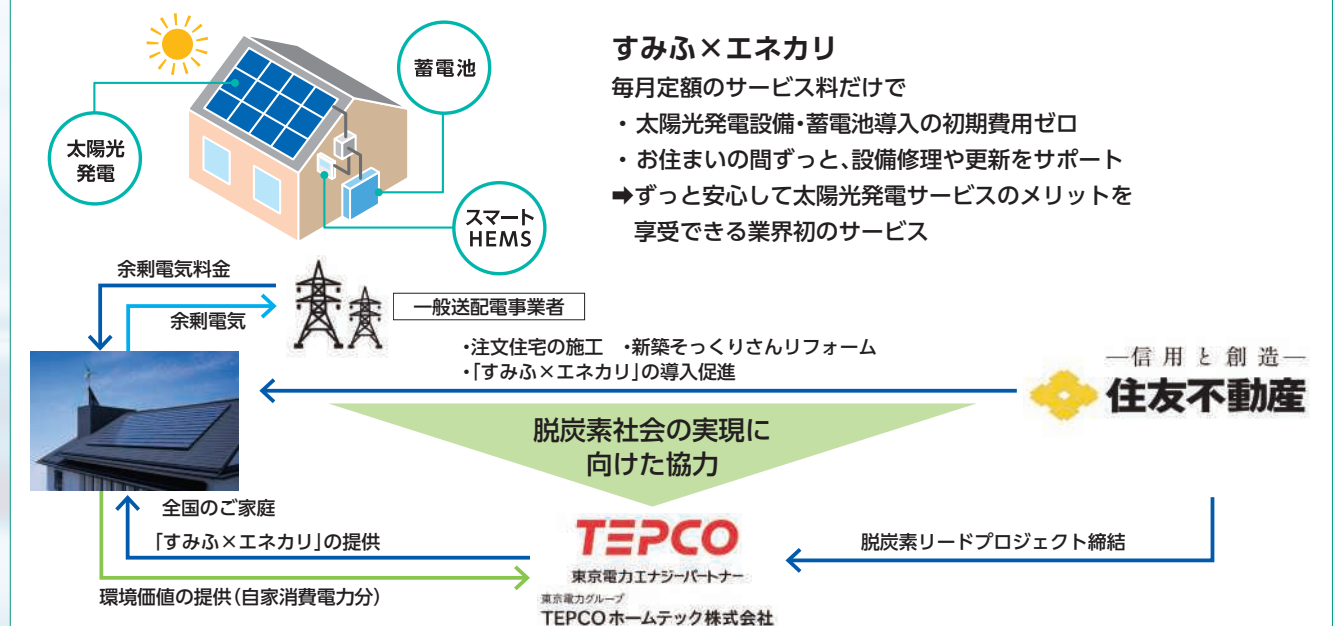 太陽光
発電
蓄電池
スマート
HEMS
すみふ×エネカリ
毎月定額のサービス料だけで
・太陽光発電設備・蓄電池導入の初期費用ゼロ
・お住まいの間ずっと、設備修理や更新をサポート
➡ずっと安心して太陽光発電サービスのメリットを
享受できる業界初のサービス
余剰電気料金
余剰電気
一般送配電事業者
・注文住宅の施工 ・新築そっくりさんリフォーム
・「すみふ×エネカリ」の導入促進
―信用と創造―
住友不動産
脱炭素社会の実現に
向けた協力
全国のご家庭
「すみふ×エネカリ」の提供
環境価値の提供(自家消費電力分)
TEPCO
東京電力エナジーパートナー
東京電力グループ
TEPCOホームテック株式会社
脱炭素リードプロジェクト締結